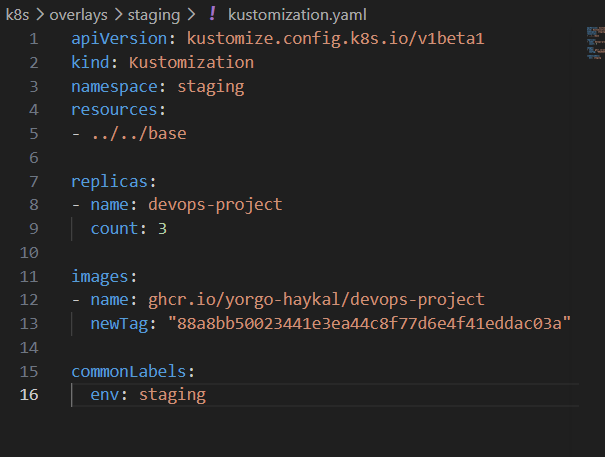 k8s > overlays > staging > ! kustomization.yaml
1 apiVersion: kustomize.config.k8s.io/v1beta1
2 kind: Kustomization
3 namespace: staging
4 resources:
5 - ../../base
6
7 replicas:
8 - name: devops-project
9   count: 3
10
11 images:
12 - name: ghcr.io/yorgo-haykal/devops-project
13   newTag: "88a8bb50023441e3ea44c8f77d6e4f41eddac03a"
14
15 commonLabels:
16   env: staging